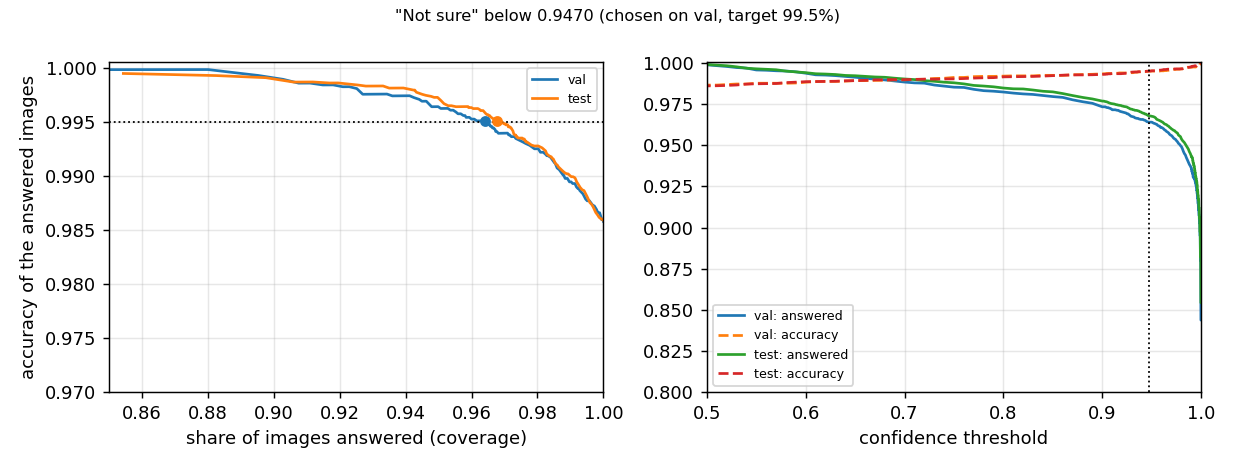 "Not sure" below 0.9470 (chosen on val, target 99.5%)
accuracy of the answered images
1.000
0.995
0.990
0.985
0.980
0.975
0.970
val
test
0.86 0.88 0.90 0.92 0.94 0.96 0.98 1.00
share of images answered (coverage)
1.000
0.975
0.950
0.925
0.900
0.875
0.850
0.825
0.800
val: answered
val: accuracy
test: answered
test: accuracy
0.5 0.6 0.7 0.8 0.9 1.0
confidence threshold